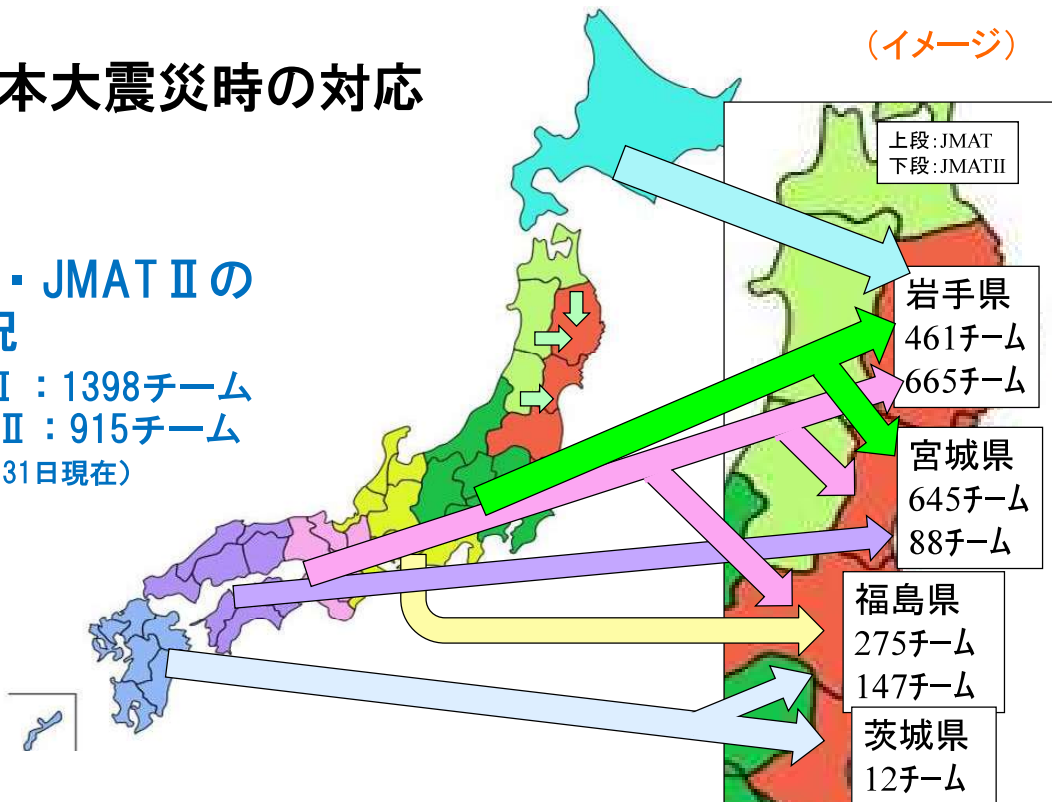 （イメージ）
本大震災時の対応
上段:JMAT
下段:JMATII
・JMATⅡの
況
Ⅰ：1398チーム
Ⅱ：915チーム
31日現在）
岩手県
461チーム
665チーム
宮城県
645チーム
88チーム
福島県
275チーム
147チーム
茨城県
12チーム